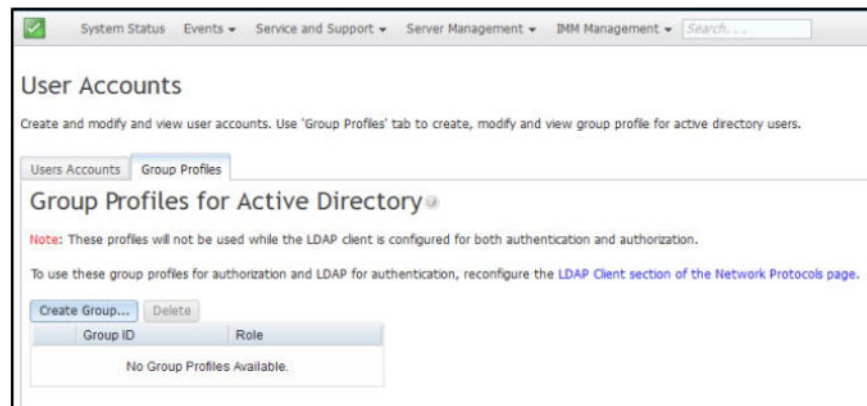 System Status Events Service and Support Server Management IMM Management Search. . .
User Accounts
Create and modify and view user accounts. Use 'Group Profiles' tab to create, modify and view group profile for active directory users.
Users Accounts Group Profiles
Group Profiles for Active Directory
Note: These profiles will not be used while the LDAP client is configured for both authentication and authorization.
To use these group profiles for authorization and LDAP for authentication, reconfigure the LDAP Client section of the Network Protocols page.
Create Group... Delete
Group ID Role
No Group Profiles Available.